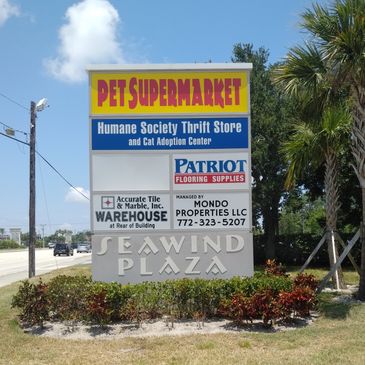 PET SUPERMARKET
Humane Society Thrift Store
and Cat Adoption Center
PATRIOT
FLOORING SUPPLIES
Accurate Tile
& Marble, Inc.
WAREHOUSE
at Rear of Building
MANAGED BY
MONDO
PROPERTIES LLC
772-323-5207
SEAWIND
PLAZA